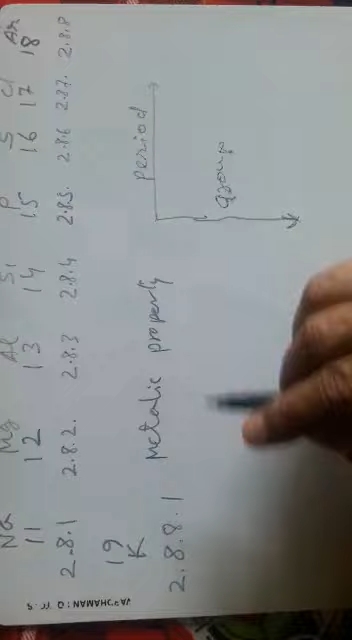 Na Mg Al Si P S Cl Ar
11 12 13 14 15 16 17 18
2.8.1 2.8.2. 2.8.3 2.8.4 2.8.5. 2.8.6 2.8.7. 2.8.8
19
K
2.8.8.1
Metalic property
period
group